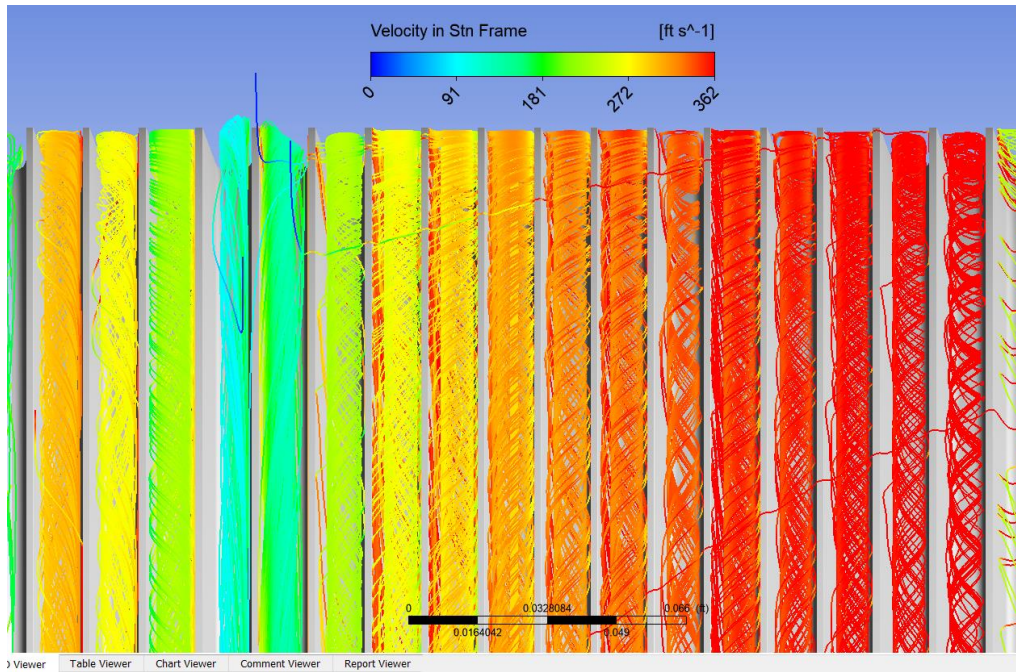 Velocity in Stn Frame [ft s^-1]
0 91 181 272 362
0 0.0328084 0.066 (ft)
0.0164042 0.049
D Viewer Table Viewer Chart Viewer Comment Viewer Report Viewer